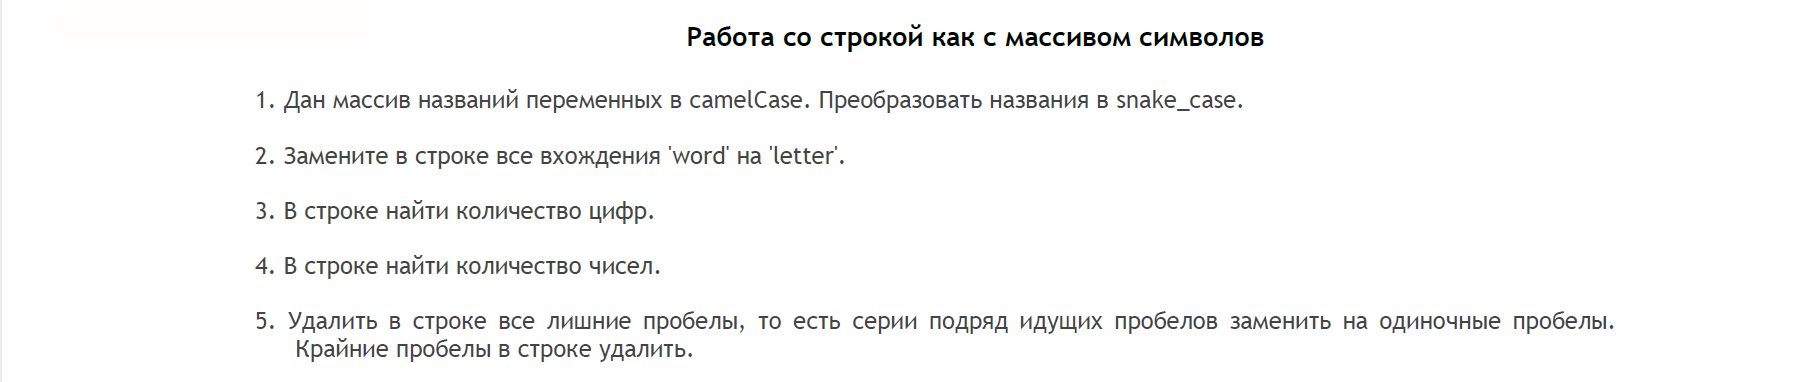 Работа со строкой как с массивом символов
1. Дан массив названий переменных в camelCase. Преобразовать названия в snake_case.
2. Замените в строке все вхождения 'word' на 'letter'.
3. В строке найти количество цифр.
4. В строке найти количество чисел.
5. Удалить в строке все лишние пробелы, то есть серии подряд идущих пробелов заменить на одиночные пробелы.
Крайние пробелы в строке удалить.